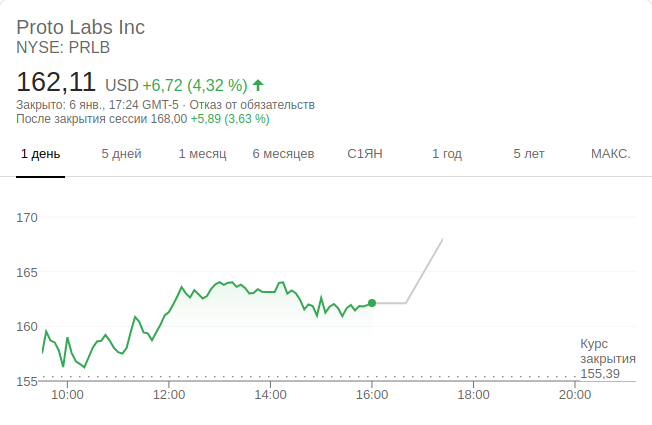 Proto Labs Inc
NYSE: PRLB
162,11 USD +6,72 (4,32 %)
Закрыто: 6 янв., 17:24 GMT-5 · Отказ от обязательств
После закрытия сессии 168,00 +5,89 (3,63 %)
1 день 5 дней 1 месяц 6 месяцев С1ЯН 1 год 5 лет МАКС.
170
165
160
Курс
закрытия
155,39
155
10:00 12:00 14:00 16:00 18:00 20:00